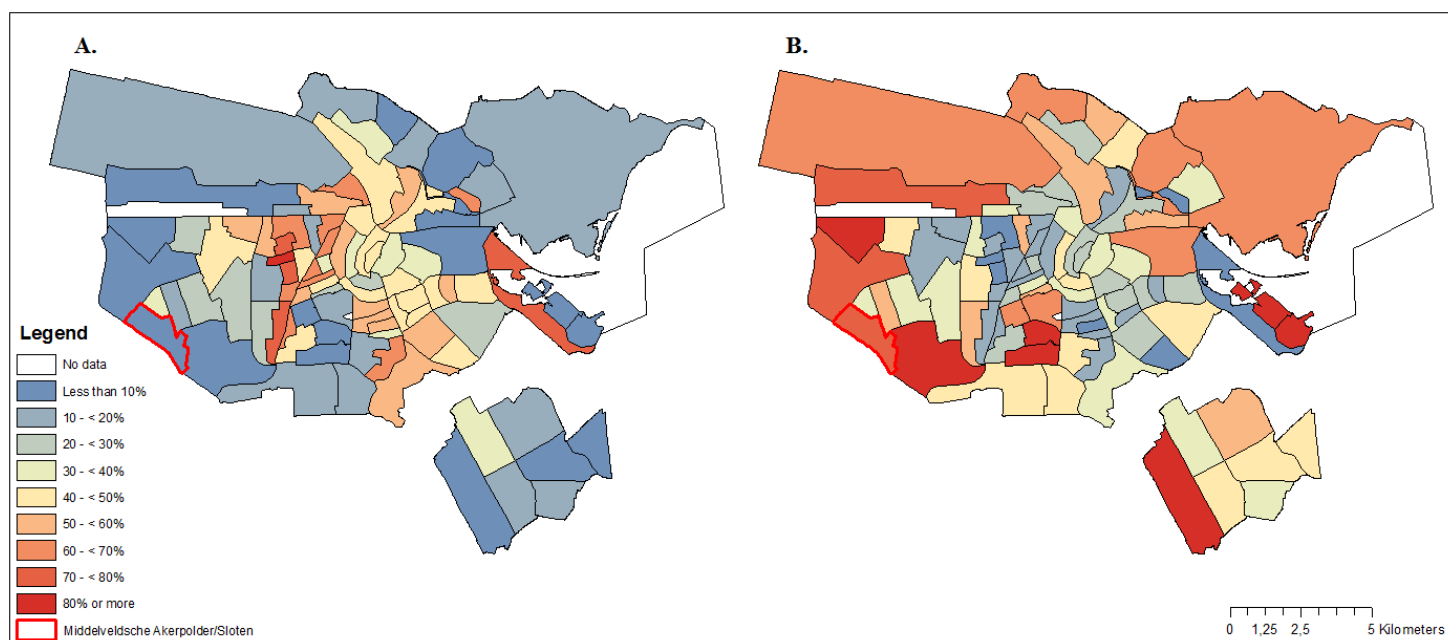 A.
B.
Legend
No data
Less than 10%
10 - < 20%
20 - < 30%
30 - < 40%
40 - < 50%
50 - < 60%
60 - < 70%
70 - < 80%
80% or more
Middelveldsche Akerpolder/Sloten
0 1,25 2,5 5 Kilometers